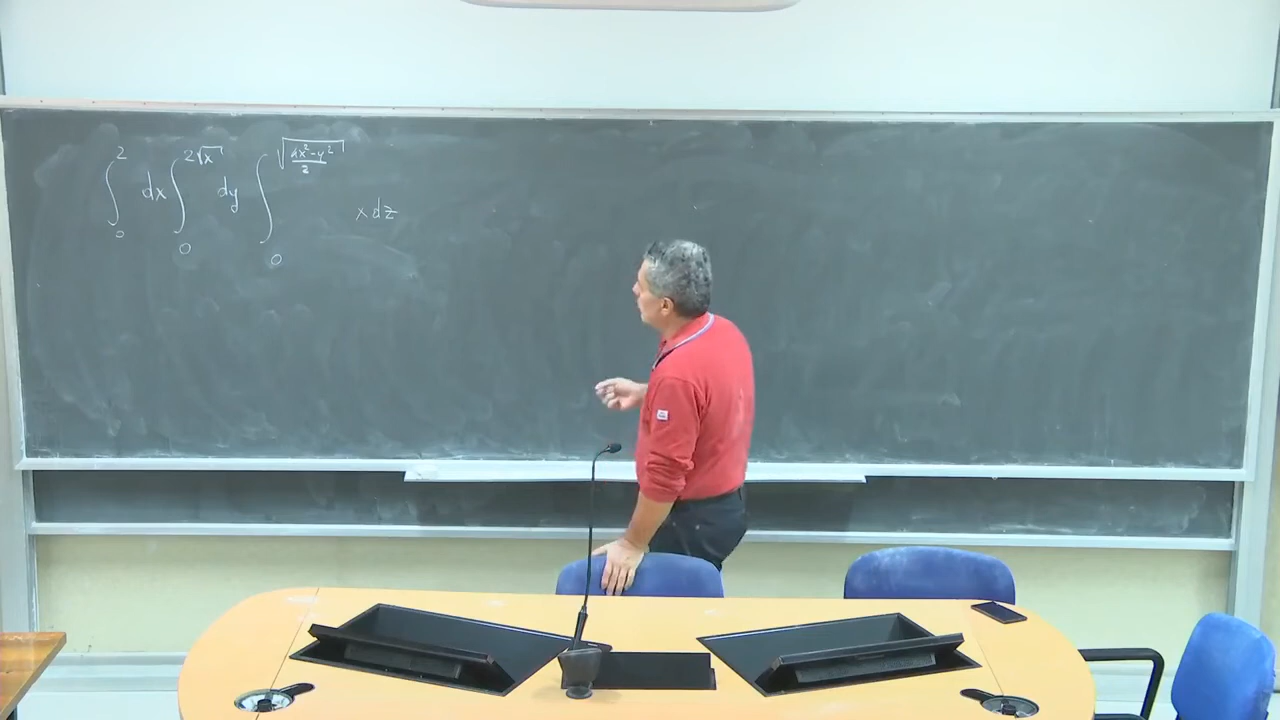 ∫₀² dx ∫₀^{2√x} dy ∫₀^{√((4x²-y²)/2)} x dz